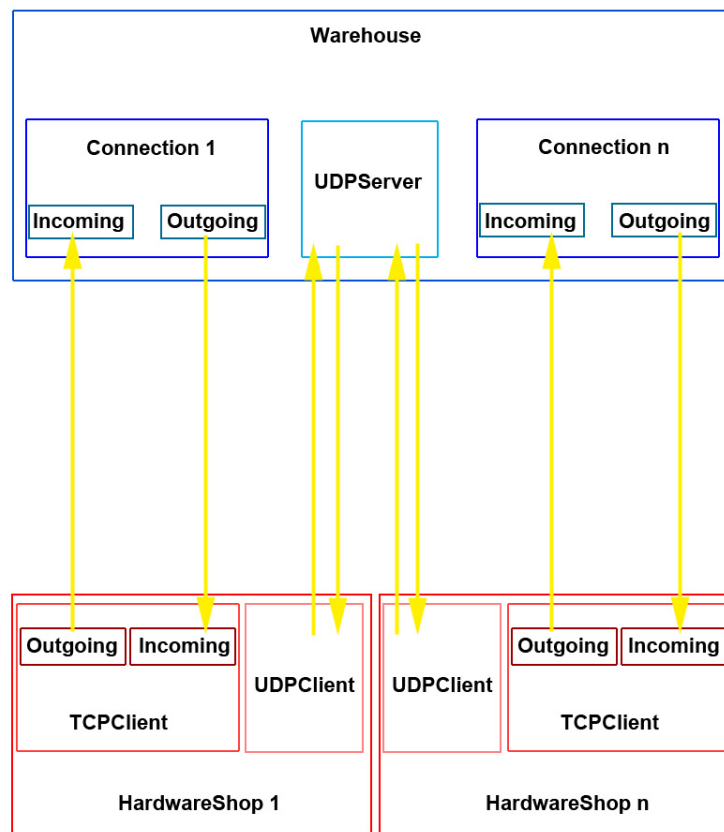 Warehouse
Connection 1
UDPServer
Connection n
Incoming
Outgoing
Incoming
Outgoing
Outgoing
Incoming
UDPClient
TCPClient
HardwareShop 1
UDPClient
Outgoing
Incoming
TCPClient
HardwareShop n